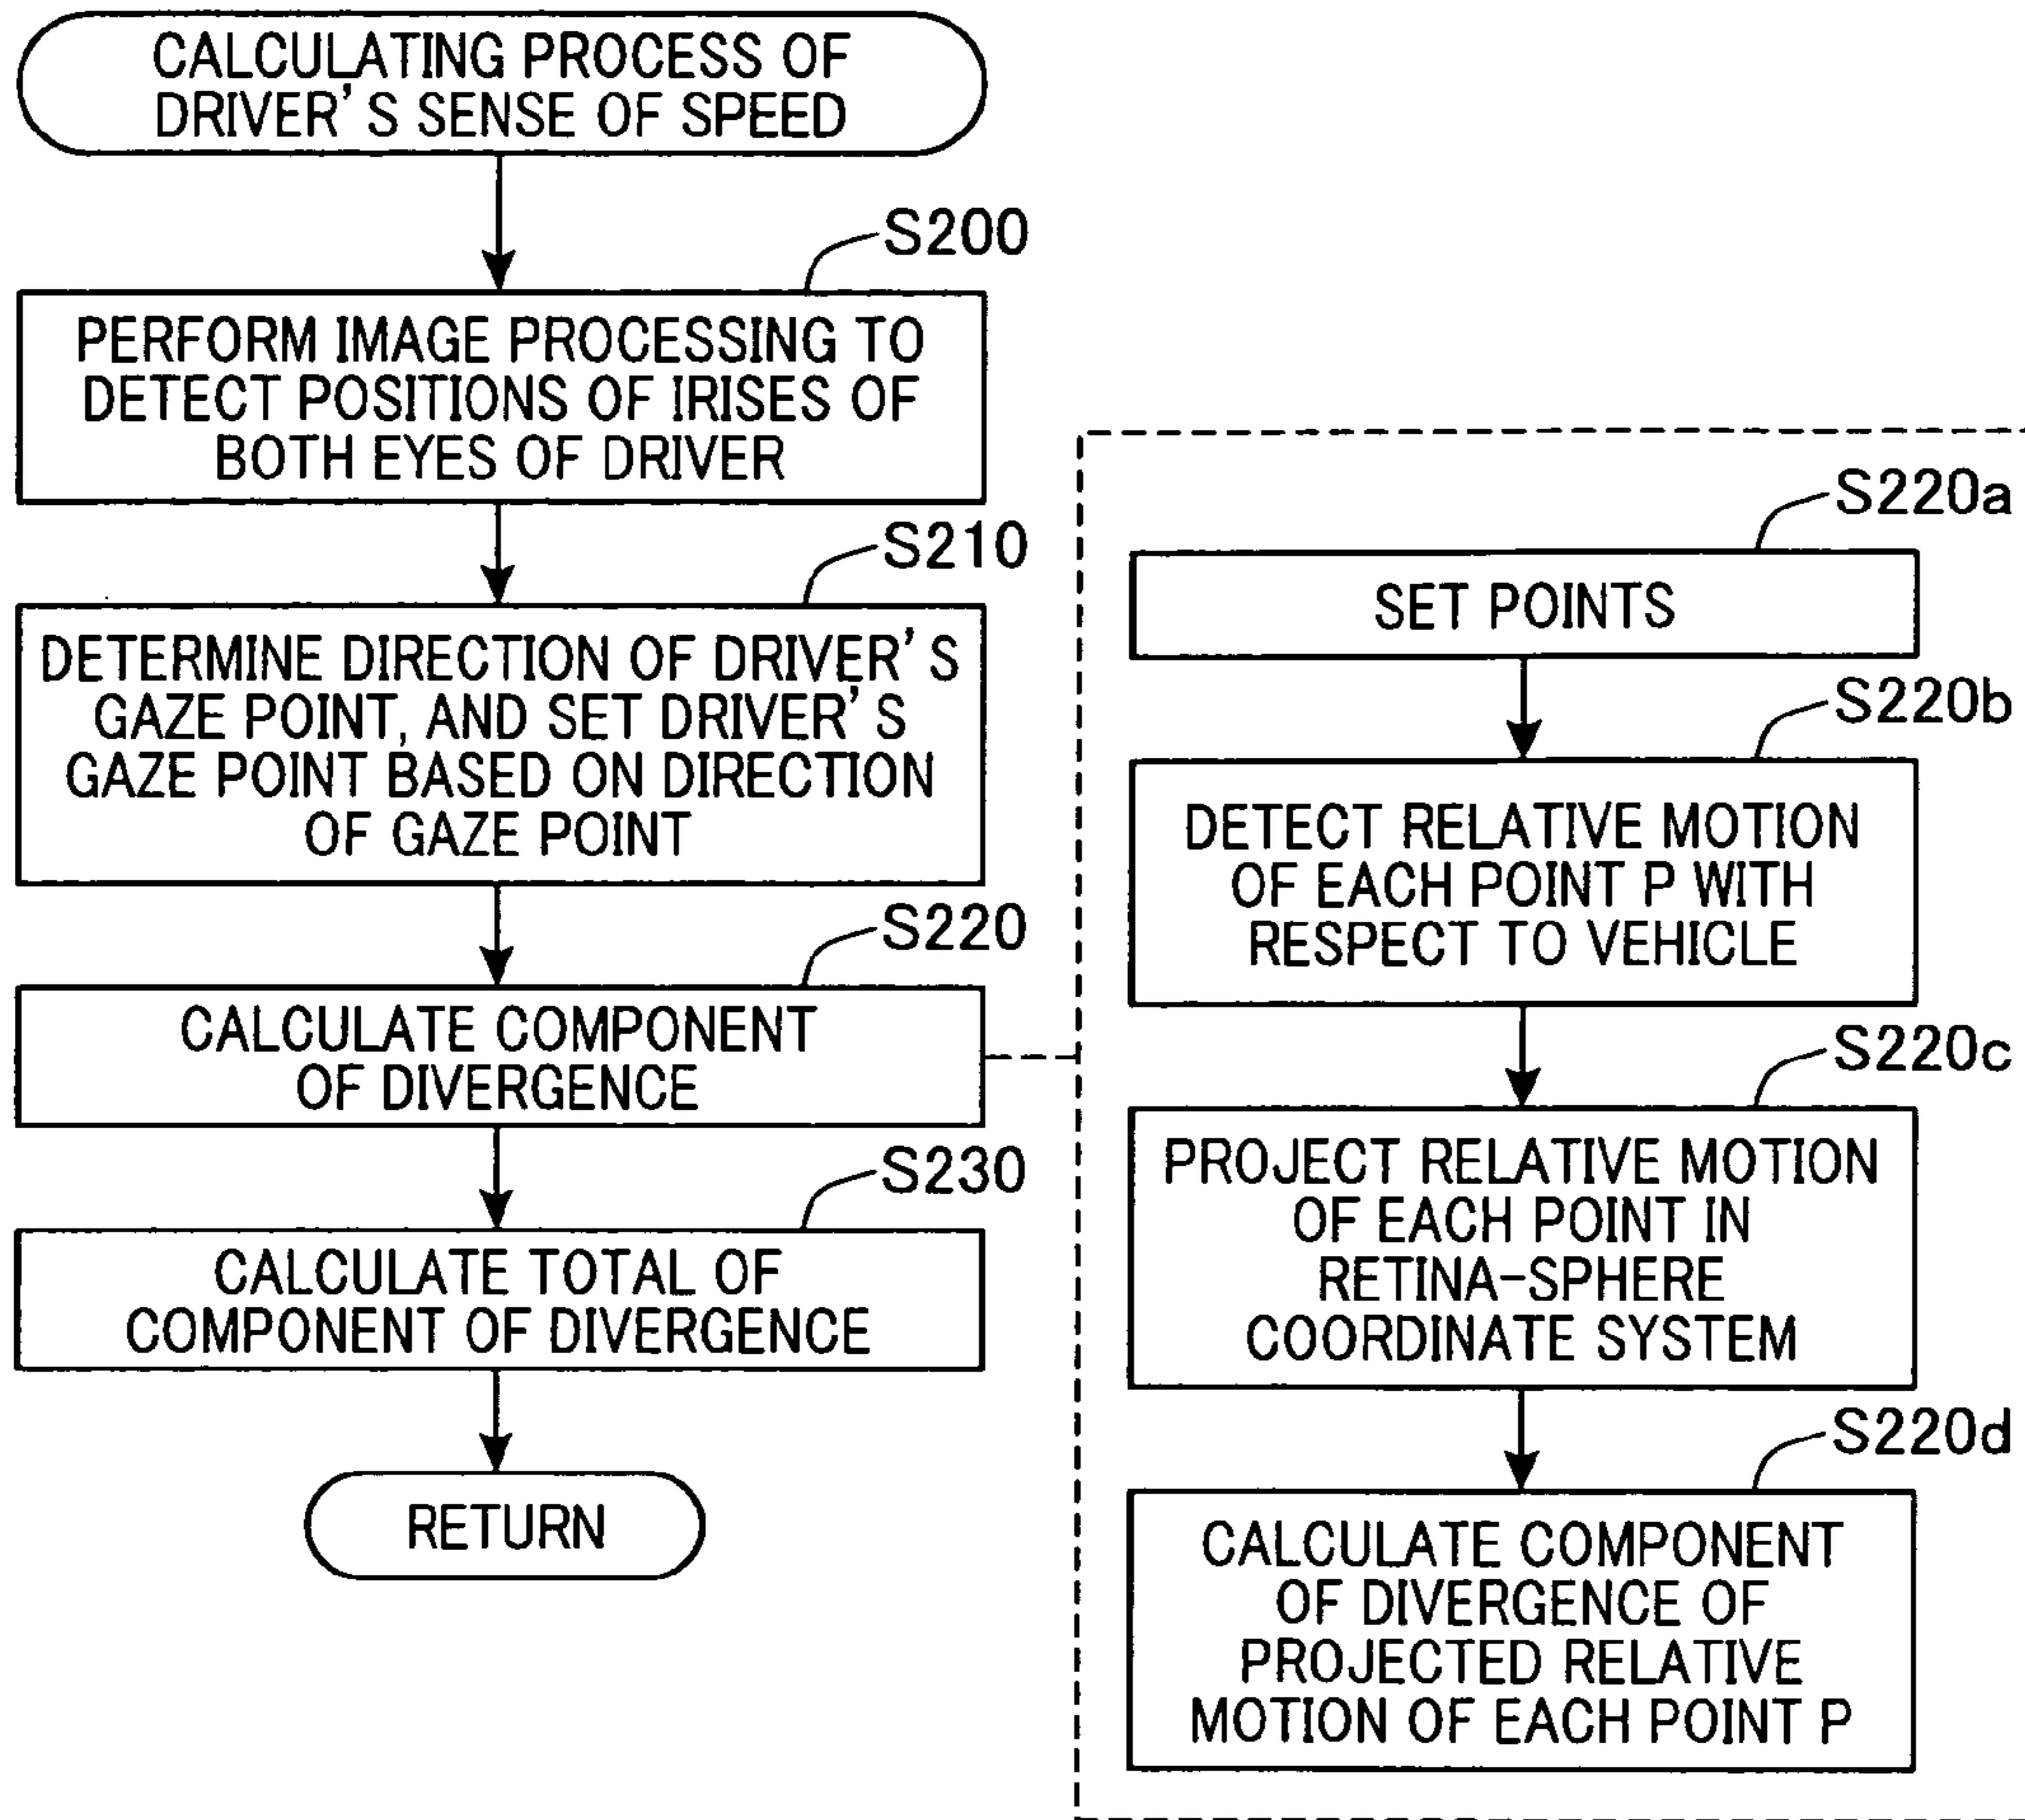 CALCULATING PROCESS OF
DRIVER'S SENSE OF SPEED
S200
PERFORM IMAGE PROCESSING TO
DETECT POSITIONS OF IRISES OF
BOTH EYES OF DRIVER
S210
DETERMINE DIRECTION OF DRIVER'S
GAZE POINT, AND SET DRIVER'S
GAZE POINT BASED ON DIRECTION
OF GAZE POINT
S220
CALCULATE COMPONENT
OF DIVERGENCE
S230
CALCULATE TOTAL OF
COMPONENT OF DIVERGENCE
RETURN
S220a
SET POINTS
S220b
DETECT RELATIVE MOTION
OF EACH POINT P WITH
RESPECT TO VEHICLE
S220c
PROJECT RELATIVE MOTION
OF EACH POINT IN
RETINA-SPHERE
COORDINATE SYSTEM
S220d
CALCULATE COMPONENT
OF DIVERGENCE OF
PROJECTED RELATIVE
MOTION OF EACH POINT P